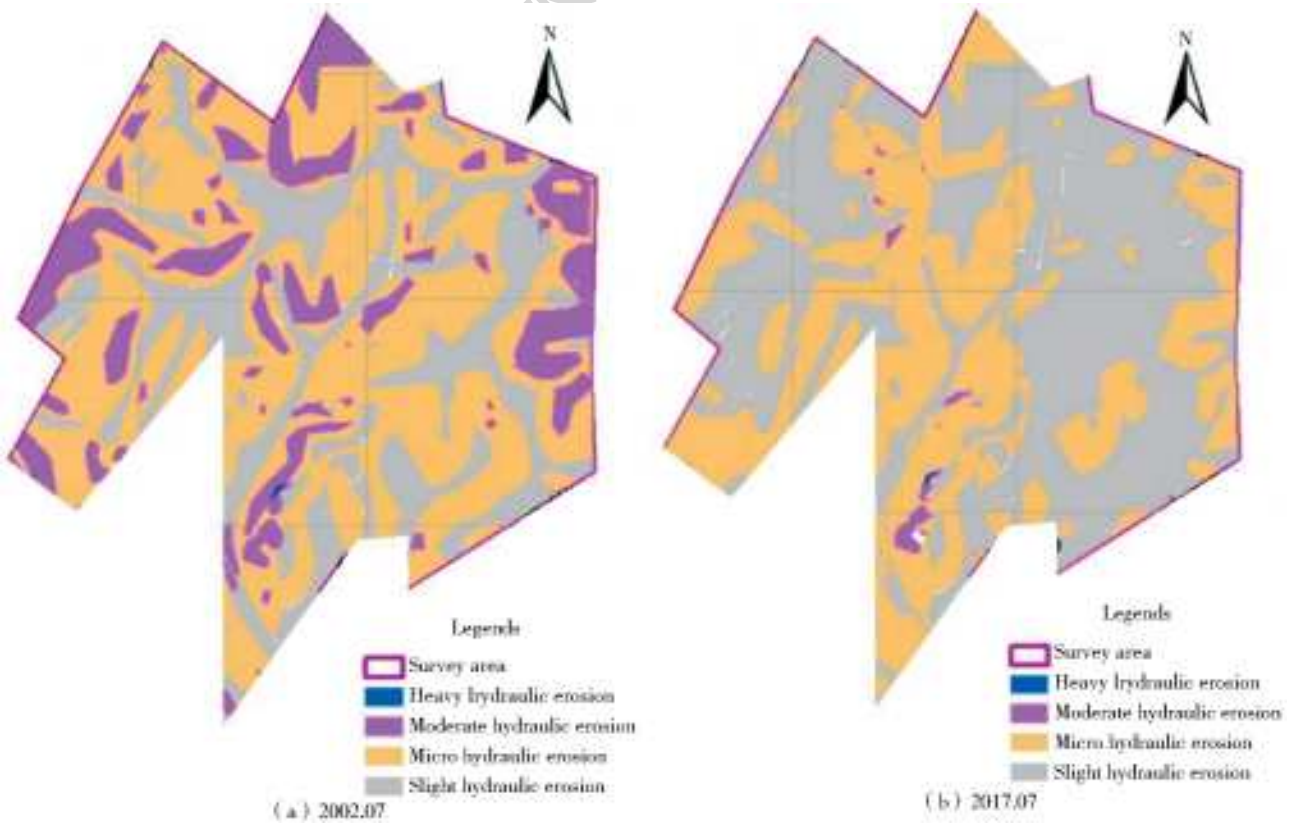 N
N
Legends
Survey area
Heavy hydraulic erosion
Moderate hydraulic erosion
Micro hydraulic erosion
Slight hydraulic erosion
(a) 2002.07
Legends
Survey area
Heavy hydraulic erosion
Moderate hydraulic erosion
Micro hydraulic erosion
Slight hydraulic erosion
(b) 2017.07